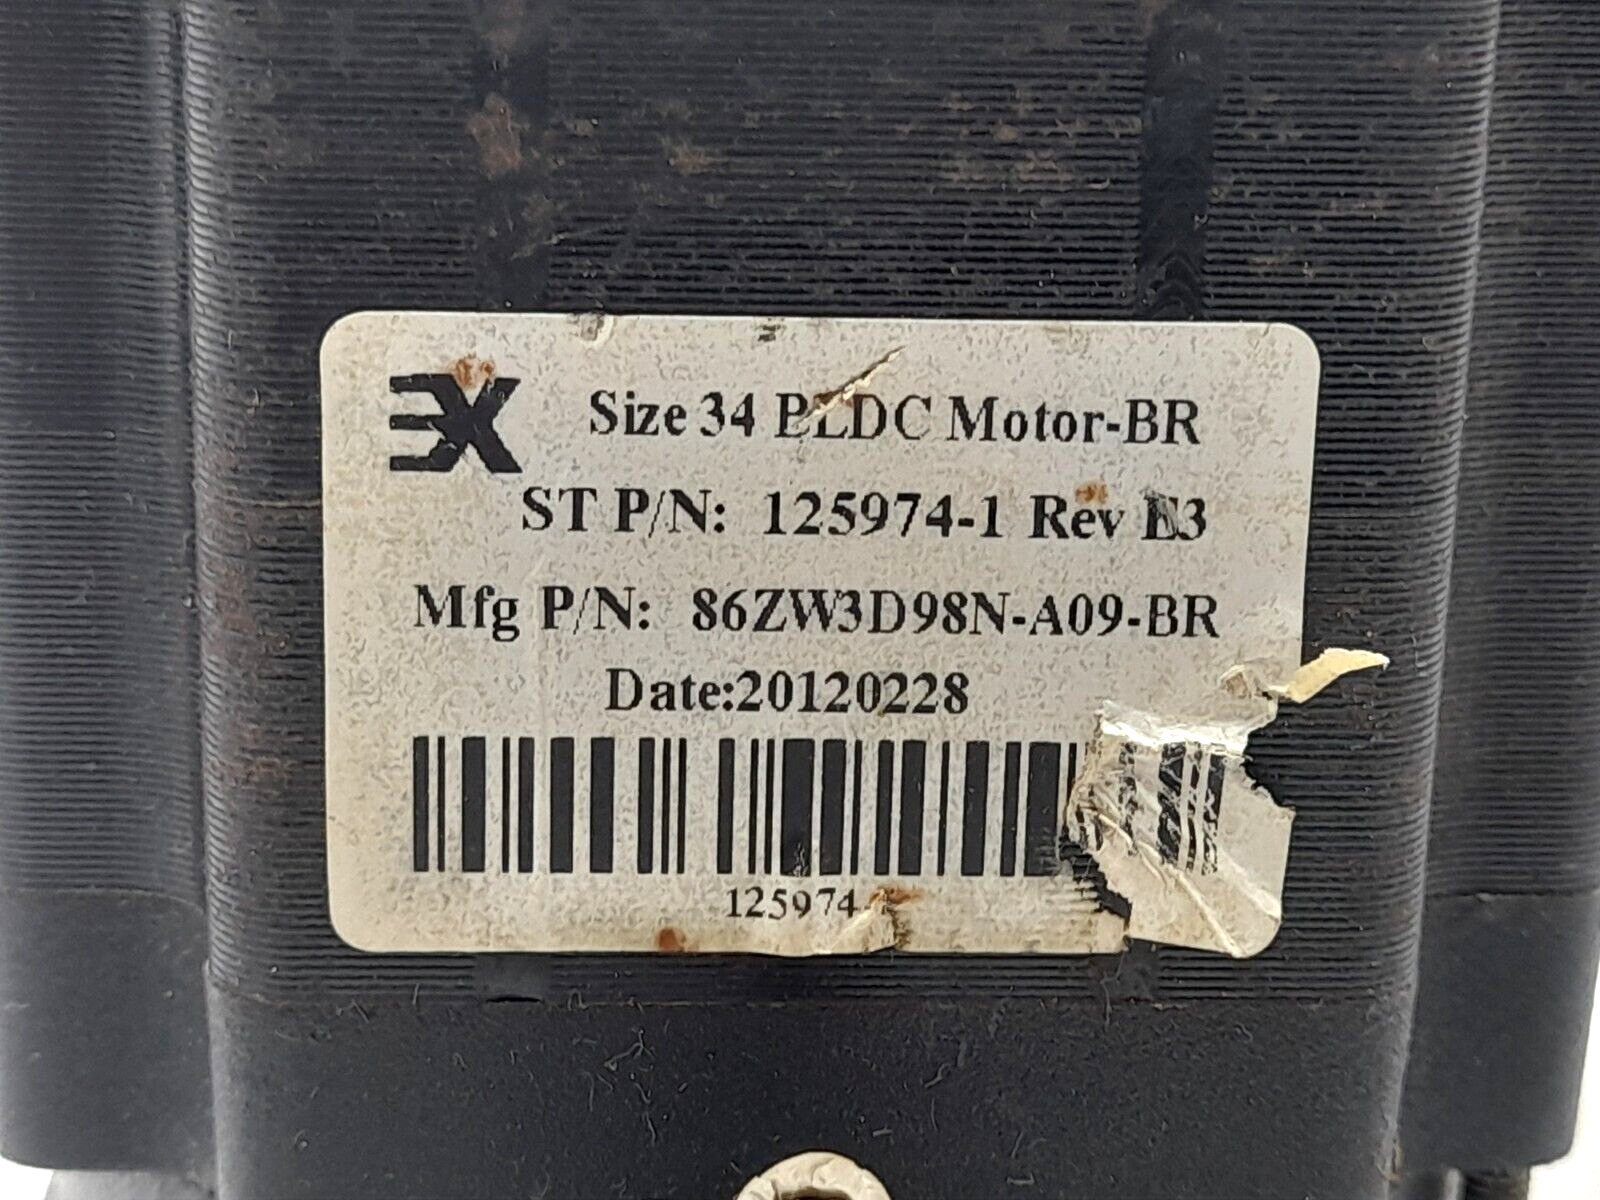 EX Size 34 BLDC Motor-BR
ST P/N: 125974-1 Rev E3
Mfg P/N: 86ZW3D98N-A09-BR
Date:20120228
125974-